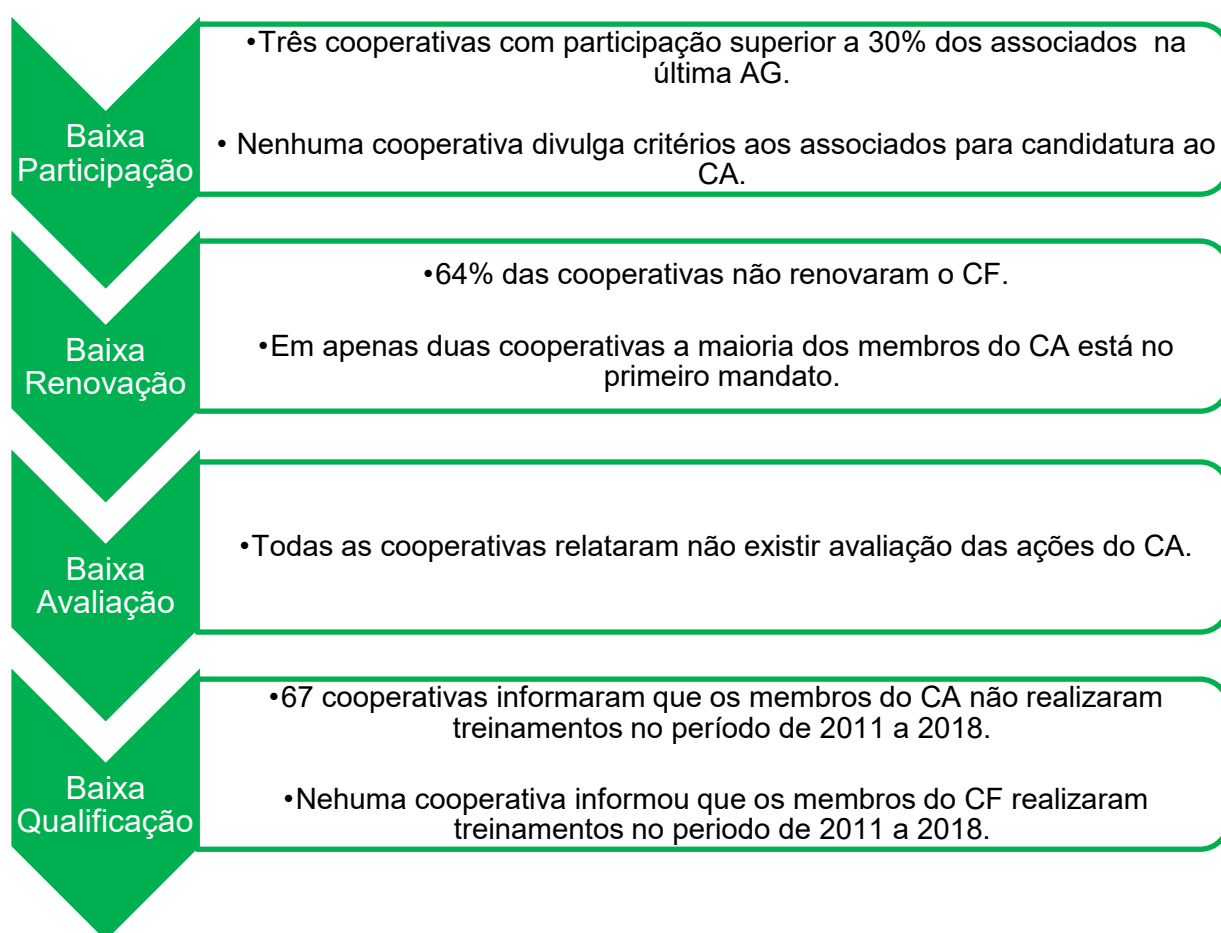 Baixa
Participação
•Três cooperativas com participação superior a 30% dos associados na
última AG.
• Nenhuma cooperativa divulga critérios aos associados para candidatura ao
CA.
Baixa
Renovação
•64% das cooperativas não renovaram o CF.
•Em apenas duas cooperativas a maioria dos membros do CA está no
primeiro mandato.
Baixa
Avaliação
•Todas as cooperativas relataram não existir avaliação das ações do CA.
Baixa
Qualificação
•67 cooperativas informaram que os membros do CA não realizaram
treinamentos no período de 2011 a 2018.
•Nehuma cooperativa informou que os membros do CF realizaram
treinamentos no periodo de 2011 a 2018.